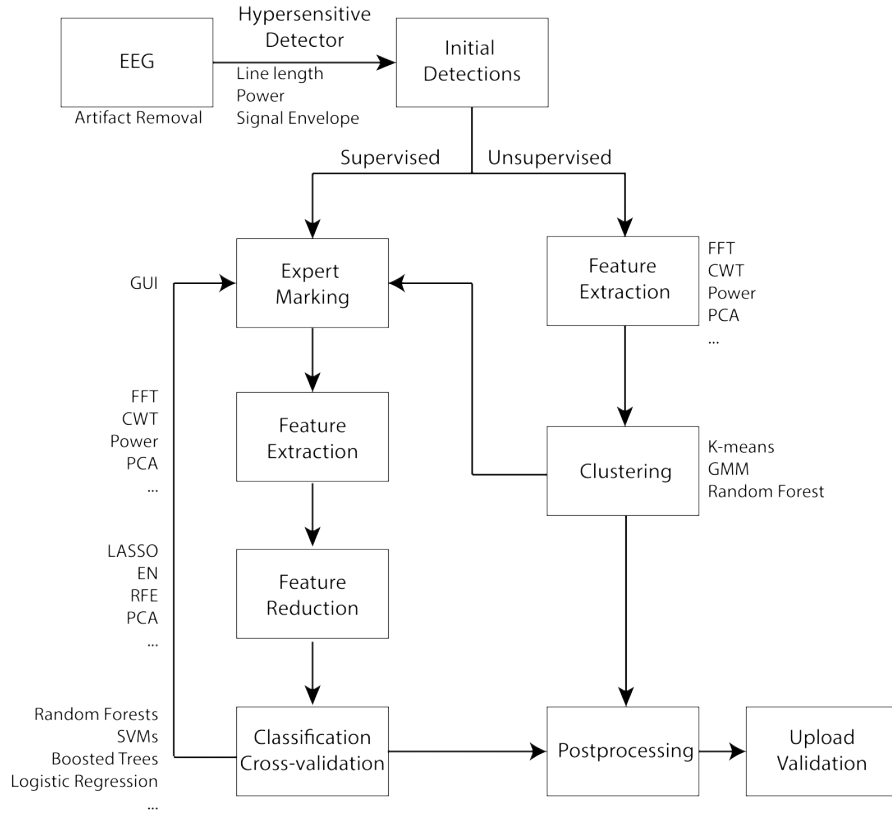 Hypersensitive
Detector
EEG
Line length
Power
Signal Envelope
Artifact Removal
Initial
Detections
Supervised
Unsupervised
GUI
Expert
Marking
Feature
Extraction
FFT
CWT
Power
PCA
...
FFT
CWT
Power
PCA
...
Feature
Extraction
Clustering
K-means
GMM
Random Forest
LASSO
EN
RFE
PCA
...
Feature
Reduction
Random Forests
SVMs
Boosted Trees
Logistic Regression
...
Classification
Cross-validation
Postprocessing
Upload
Validation